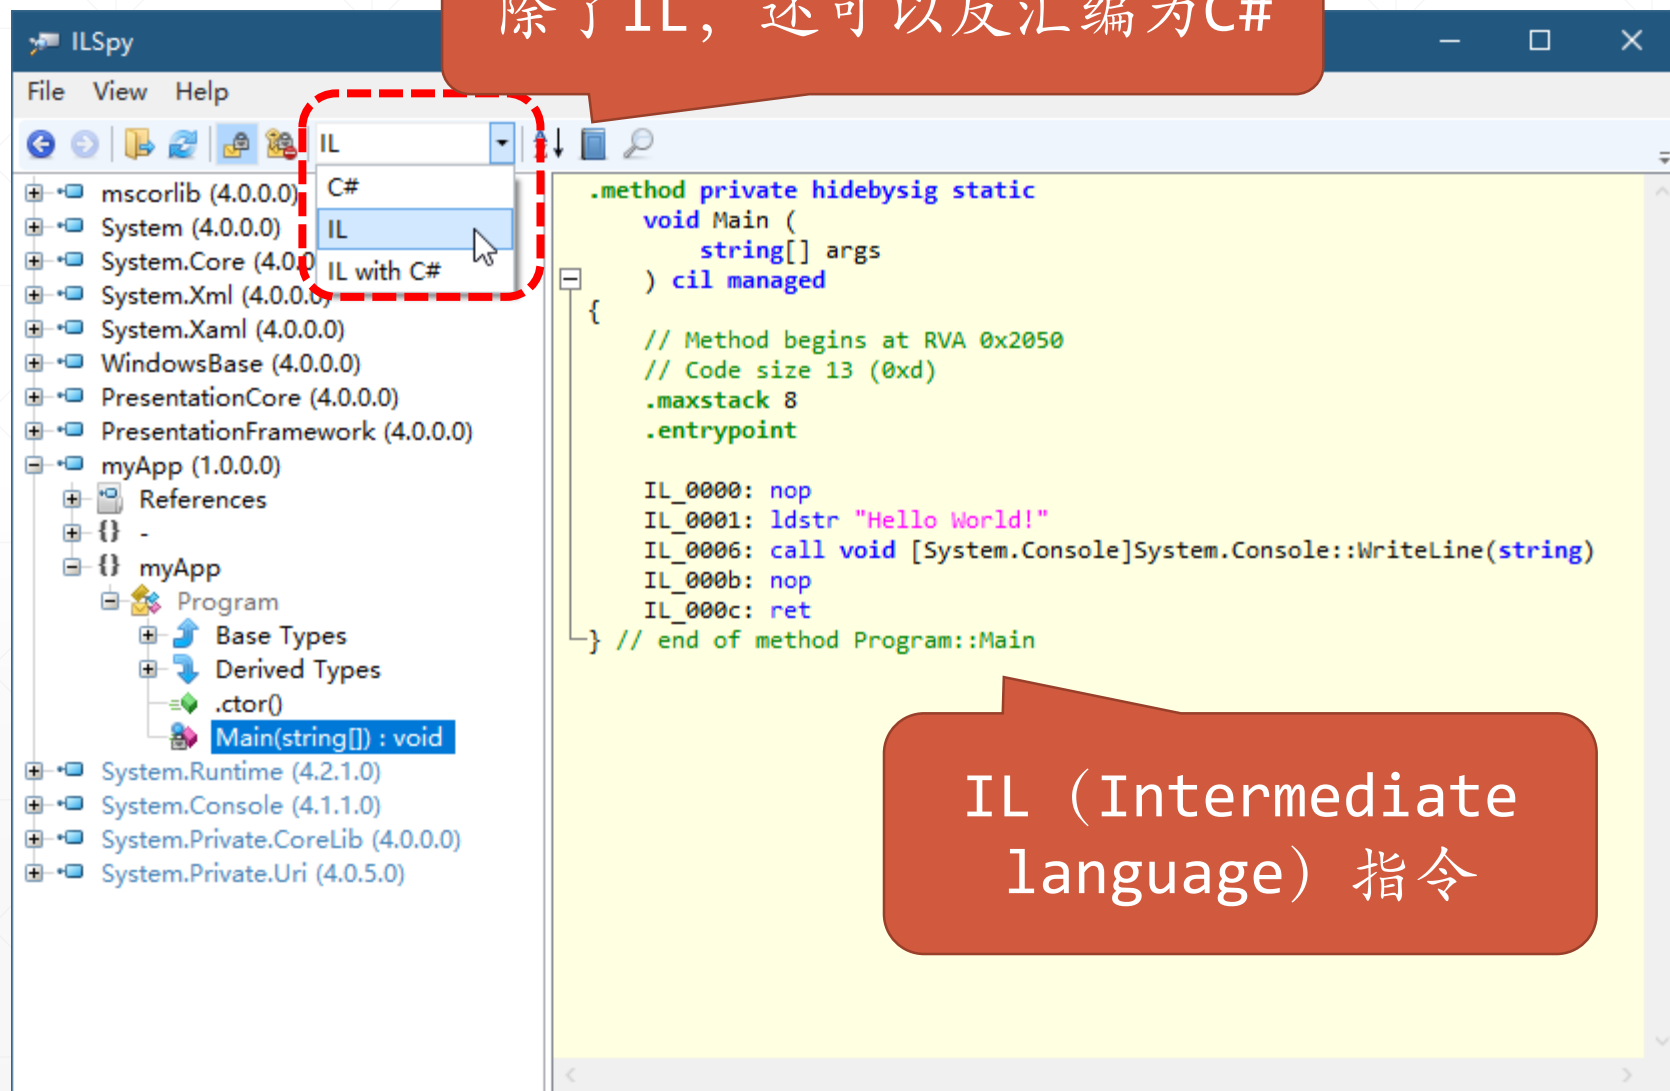 除了IL, 还可以反汇编为C#
ILSpy
File View Help
IL
C#
IL
IL with C#
mscorlib (4.0.0.0)
System (4.0.0.0)
System.Core (4.0.0
System.Xml (4.0.0.0)
System.Xaml (4.0.0.0)
WindowsBase (4.0.0.0)
PresentationCore (4.0.0.0)
PresentationFramework (4.0.0.0)
myApp (1.0.0.0)
References
{} -
{} myApp
Program
Base Types
Derived Types
.ctor()
Main(string[]) : void
System.Runtime (4.2.1.0)
System.Console (4.1.1.0)
System.Private.CoreLib (4.0.0.0)
System.Private.Uri (4.0.5.0)
.method private hidebysig static
void Main (
string[] args
) cil managed
{
// Method begins at RVA 0x2050
// Code size 13 (0xd)
.maxstack 8
.entrypoint
IL_0000: nop
IL_0001: ldstr "Hello World!"
IL_0006: call void [System.Console]System.Console::WriteLine(string)
IL_000b: nop
IL_000c: ret
} // end of method Program::Main
IL（Intermediate
language）指令